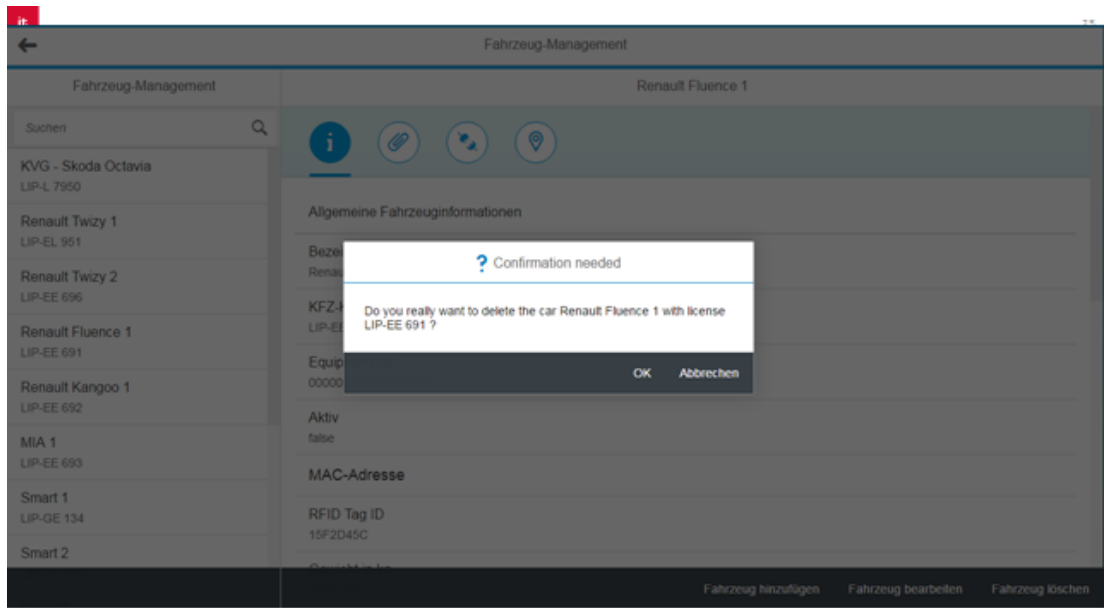 it
Fahrzeug-Management
Fahrzeug-Management
Renault Fluence 1
Suchen
KVG - Skoda Octavia
LIP-L 7950
Renault Twizy 1
LIP-EL 951
Renault Twizy 2
LIP-EE 696
Renault Fluence 1
LIP-EE 691
Renault Kangoo 1
LIP-EE 692
MIA 1
LIP-EE 693
Smart 1
LIP-GE 134
Smart 2
i
Allgemeine Fahrzeuginformationen
Aktiv
false
MAC-Adresse
RFID Tag ID
15F2D45C
? Confirmation needed
Do you really want to delete the car Renault Fluence 1 with license
LIP-EE 691 ?
OK Abbrechen
Fahrzeug hinzufügen Fahrzeug bearbeiten Fahrzeug löschen